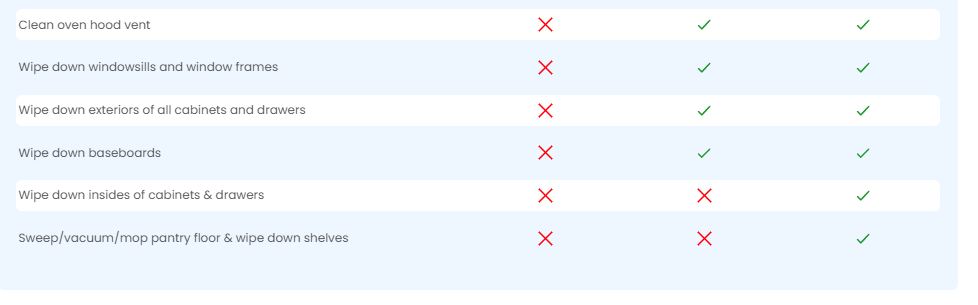 Clean oven hood vent
Wipe down windowsills and window frames
Wipe down exteriors of all cabinets and drawers
Wipe down baseboards
Wipe down insides of cabinets & drawers
Sweep/vacuum/mop pantry floor & wipe down shelves